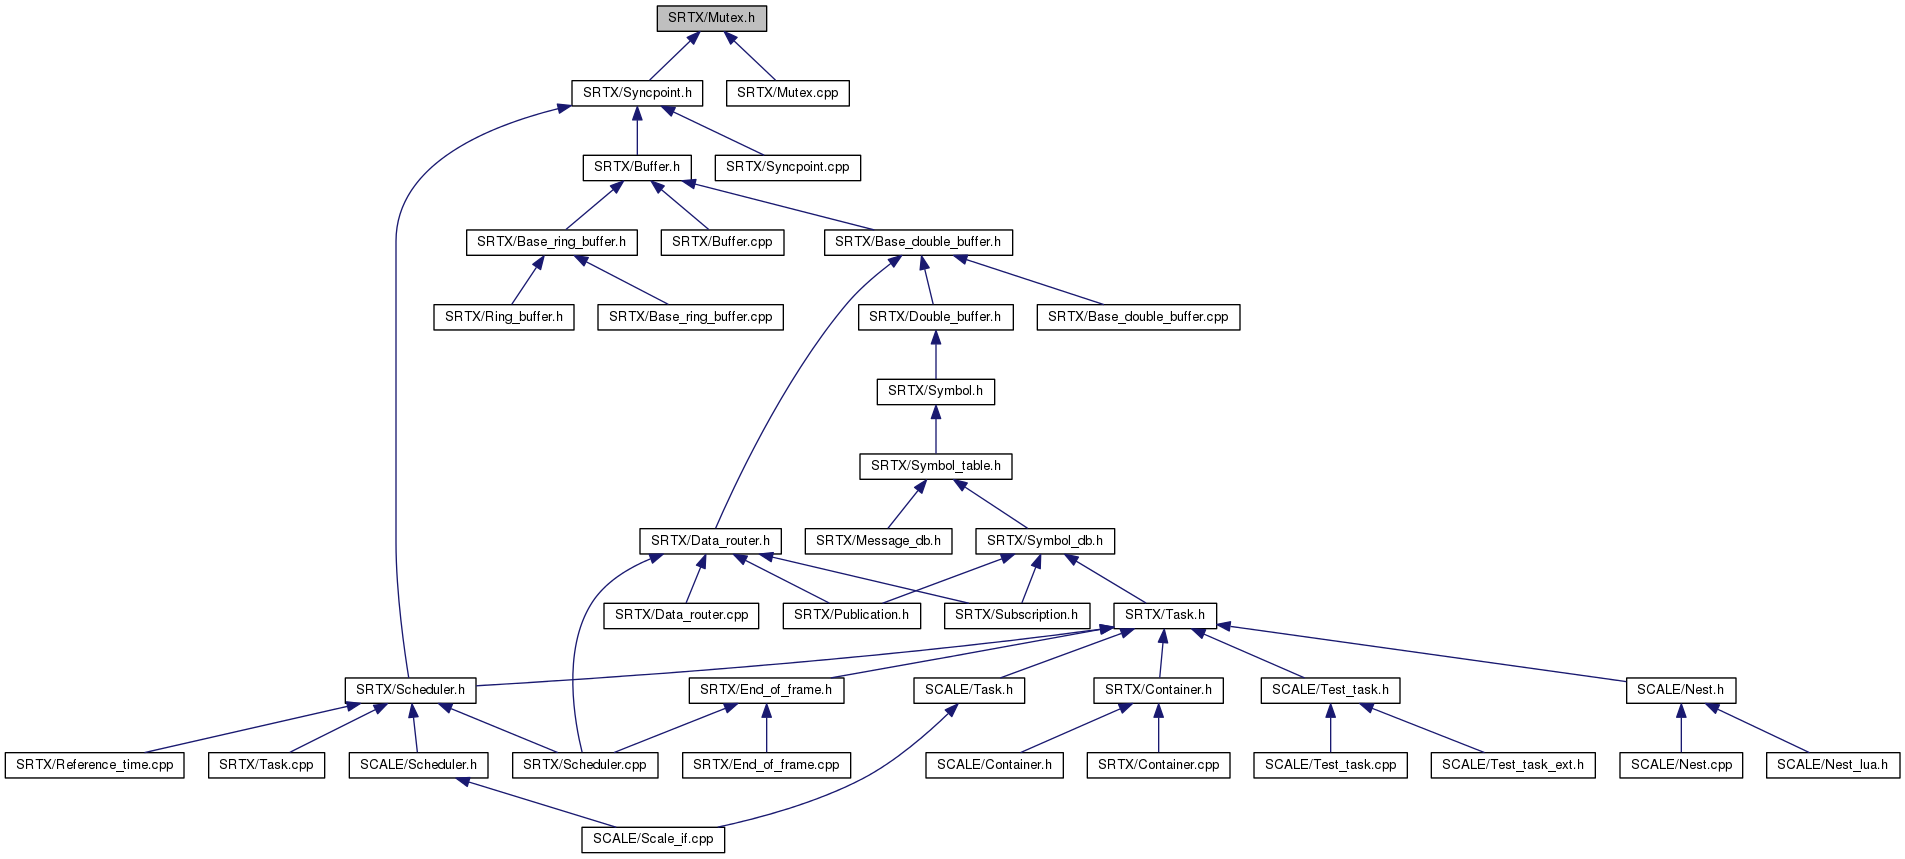 SRTX/Mutex.h
SRTX/Syncpoint.h
SRTX/Mutex.cpp
SRTX/Buffer.h
SRTX/Syncpoint.cpp
SRTX/Base_ring_buffer.h
SRTX/Buffer.cpp
SRTX/Base_double_buffer.h
SRTX/Ring_buffer.h
SRTX/Base_ring_buffer.cpp
SRTX/Double_buffer.h
SRTX/Base_double_buffer.cpp
SRTX/Symbol.h
SRTX/Symbol_table.h
SRTX/Data_router.h
SRTX/Message_db.h
SRTX/Symbol_db.h
SRTX/Data_router.cpp
SRTX/Publication.h
SRTX/Subscription.h
SRTX/Task.h
SRTX/Scheduler.h
SRTX/End_of_frame.h
SCALE/Task.h
SRTX/Container.h
SCALE/Test_task.h
SCALE/Nest.h
SRTX/Reference_time.cpp
SRTX/Task.cpp
SCALE/Scheduler.h
SRTX/Scheduler.cpp
SRTX/End_of_frame.cpp
SCALE/Container.h
SRTX/Container.cpp
SCALE/Test_task.cpp
SCALE/Test_task_ext.h
SCALE/Nest.cpp
SCALE/Nest_lua.h
SCALE/Scale_if.cpp